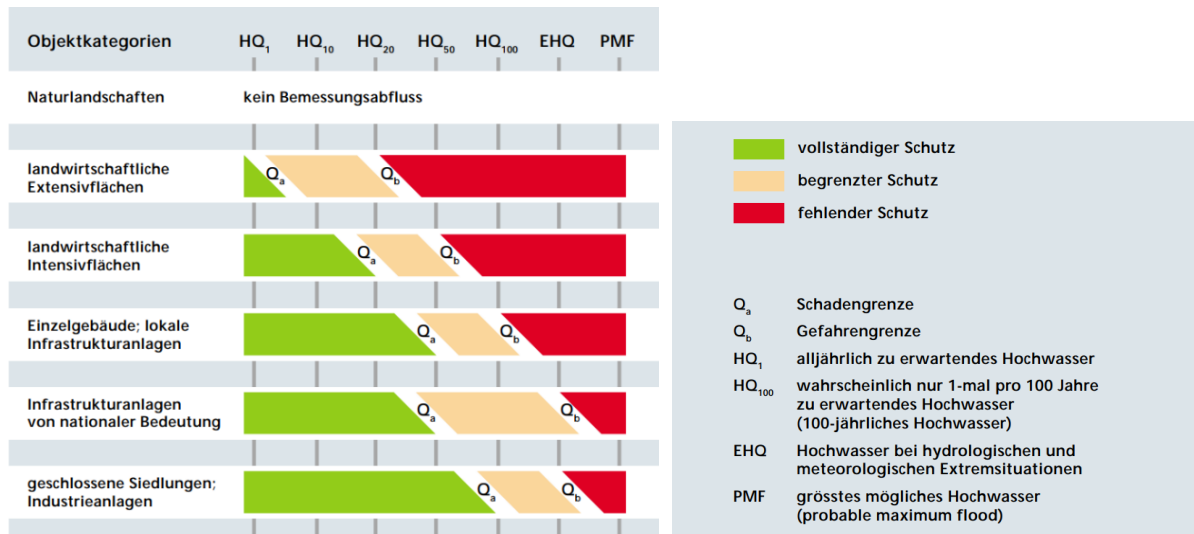 Objektkategorien HQ1 HQ10 HQ20 HQ50 HQ100 EHQ PMF
Naturlandschaften kein Bemessungsabfluss
landwirtschaftliche
Extensivflächen
Qa Qb
landwirtschaftliche
Intensivflächen
Qa Qb
Einzelgebäude; lokale
Infrastrukturanlagen
Qa Qb
Infrastrukturanlagen
von nationaler Bedeutung
Qa Qb
geschlossene Siedlungen;
Industrieanlagen
Qa Qb
vollständiger Schutz
begrenzter Schutz
fehlender Schutz
Qa Schadengrenze
Qb Gefahrengrenze
HQ1 alljährlich zu erwartendes Hochwasser
HQ100 wahrscheinlich nur 1-mal pro 100 Jahre
zu erwartendes Hochwasser
(100-jährliches Hochwasser)
EHQ Hochwasser bei hydrologischen und
meteorologischen Extremsituationen
PMF grösstes mögliches Hochwasser
(probable maximum flood)